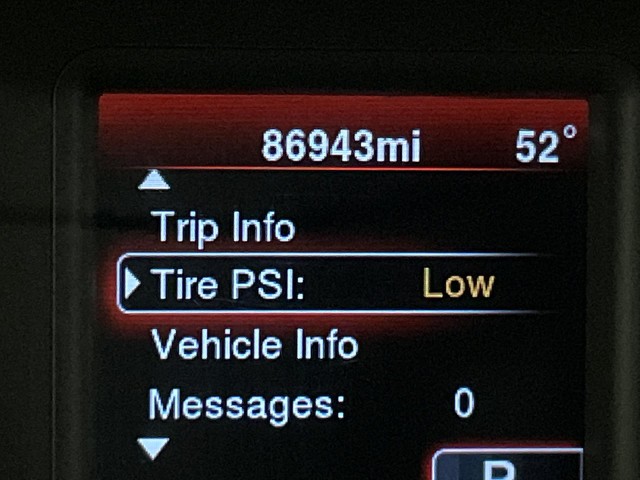 86943mi 52°
Trip Info
Tire PSI: Low
Vehicle Info
Messages: 0
P